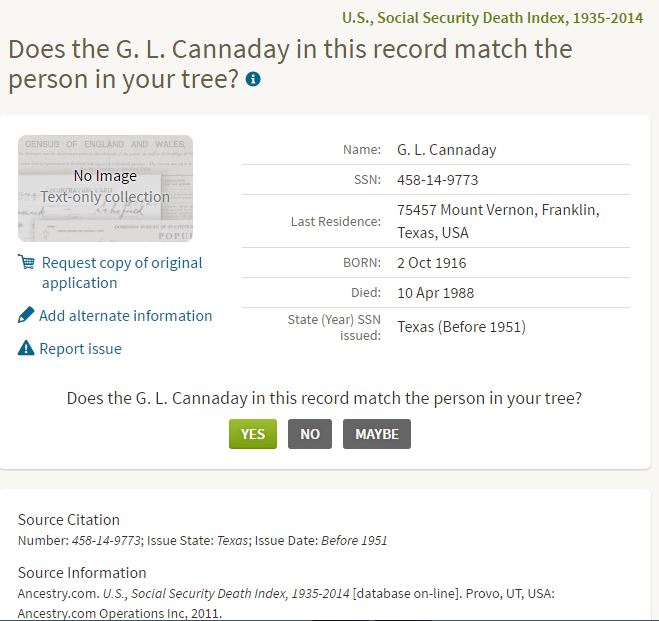 U.S., Social Security Death Index, 1935-2014
Does the G. L. Cannaday in this record match the
person in your tree?
CENSUS OF ENGLAND AND WALES,
No Image
Text-only collection
POPU
Request copy of original
application
Add alternate information
Report issue
Name: G. L. Cannaday
SSN: 458-14-9773
Last Residence: 75457 Mount Vernon, Franklin,
Texas, USA
BORN: 2 Oct 1916
Died: 10 Apr 1988
State (Year) SSN
issued: Texas (Before 1951)
Does the G. L. Cannaday in this record match the person in your tree?
YES NO MAYBE
Source Citation
Number: 458-14-9773; Issue State: Texas; Issue Date: Before 1951
Source Information
Ancestry.com. U.S., Social Security Death Index, 1935-2014 [database on-line]. Provo, UT, USA:
Ancestry.com Operations Inc, 2011.